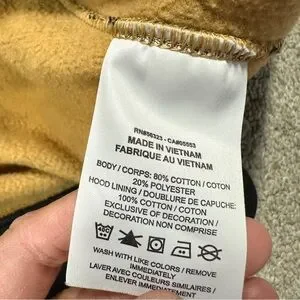 RN#56323 - CA#05553
MADE IN VIETNAM
FABRIQUE AU VIETNAM
BODY / CORPS: 80% COTTON / COTON
20% POLYESTER
HOOD LINING / DOUBLURE DE CAPUCHE:
100% COTTON / COTON
EXCLUSIVE OF DECORATION /
DECORATION NON COMPRISE
WASH WITH LIKE COLORS / REMOVE
IMMEDIATELY
LAVER AVEC COULEURS SIMILAIRES /
IMMEDIATEMENT